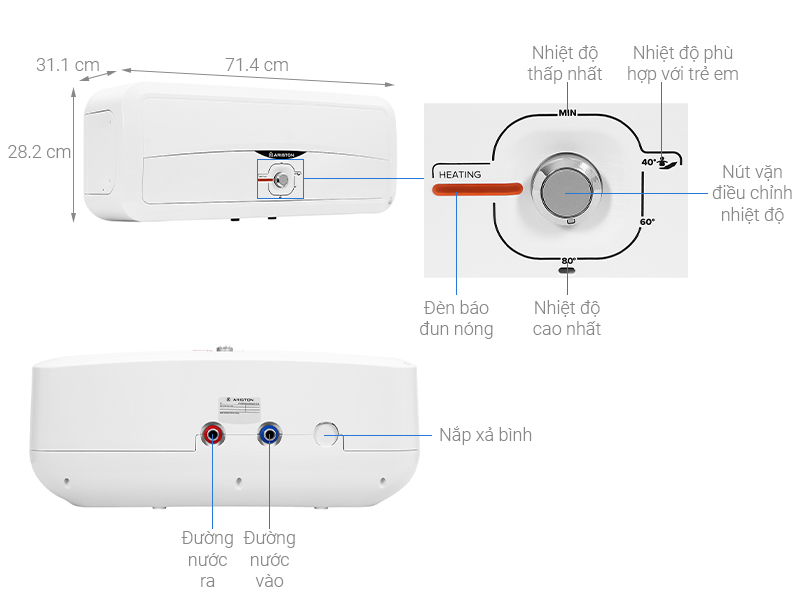 31.1 cm
71.4 cm
28.2 cm
ARISTON
Nhiệt độ
thấp nhất
Nhiệt độ phù
hợp với trẻ em
MIN
40°
HEATING
60°
80°
Nút vặn
điều chỉnh
nhiệt độ
Đèn báo
đun nóng
Nhiệt độ
cao nhất
ARISTON
Nắp xả bình
Đường
nước
ra
Đường
nước
vào